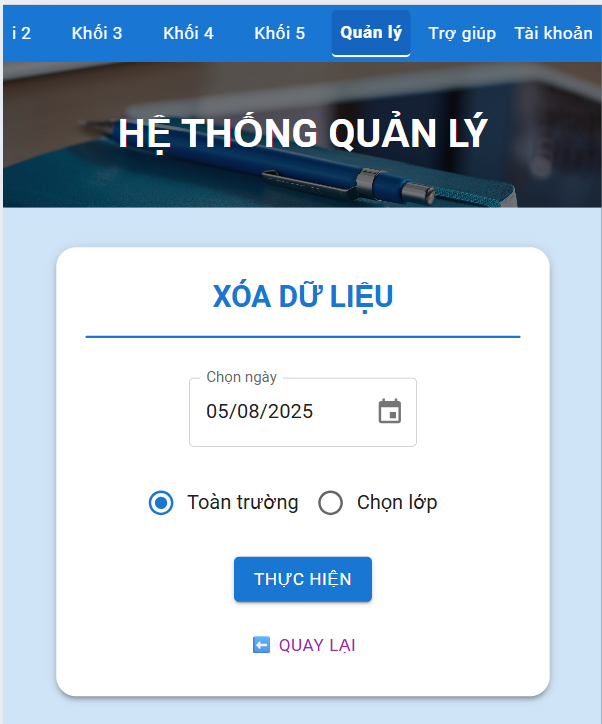 i 2 Khối 3 Khối 4 Khối 5 Quản lý Trợ giúp Tài khoản
HỆ THỐNG QUẢN LÝ
XÓA DỮ LIỆU
Chọn ngày
05/08/2025
Toàn trường Chọn lớp
THỰC HIỆN
QUAY LẠI